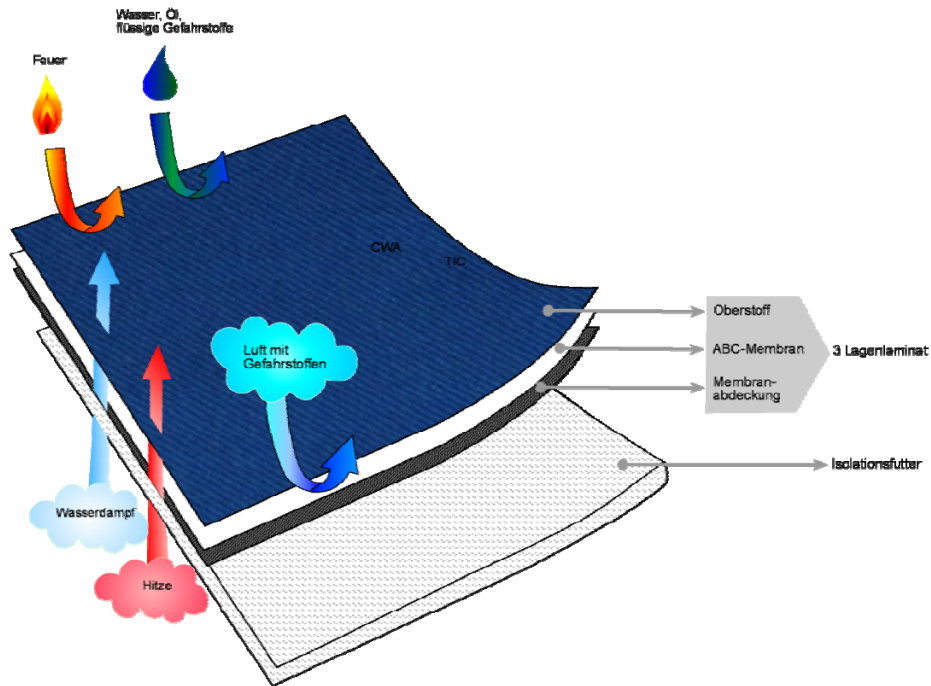 Wasser, Öl,
flüssige Gefahrstoffe
Feuer
CWA
TIC
Oberstoff
Luft mit
Gefahrstoffen
ABC-Membran
3 Lagenlaminat
Membran-
abdeckung
Isolationsfutter
Wasserdampf
Hitze